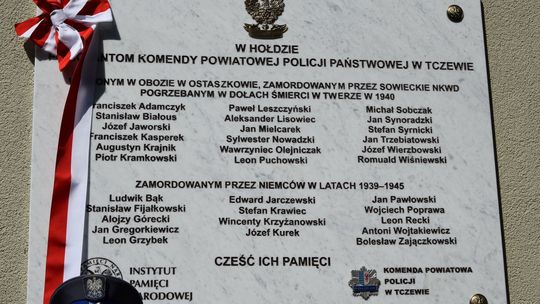 W HOŁDZIE
ANTOM KOMENDY POWIATOWEJ POLICJI PAŃSTWOWEJ W TCZEWIE
ONYM W OBOZIE W OSTASZKOWIE, ZAMORDOWANYM PRZEZ SOWIECKIE NKWD
POGRZEBANYM W DOŁACH ŚMIERCI W TWERZE W 1940
Franciszek Adamczyk Paweł Leszczyński Michał Sobczak
Stanisław Białous Aleksander Lisowiec Jan Synoradzki
Józef Jaworski Jan Mielcarek Stefan Syrnicki
Franciszek Kasperek Sylwester Nowadzki Jan Trzebiatowski
Augustyn Krajnik Wawrzyniec Olejniczak Józef Wierzbowski
Piotr Kramkowski Leon Puchowski Romuald Wiśniewski
ZAMORDOWANYM PRZEZ NIEMCÓW W LATACH 1939–1945
Ludwik Bąk Edward Jarczewski Jan Pawłowski
Stanisław Fijałkowski Stefan Krawiec Wojciech Poprawa
Alojzy Górecki Wincenty Krzyżanowski Leon Recki
Jan Gregorkiewicz Józef Kurek Antoni Wojtakiewicz
Leon Grzybek Bolesław Zajączkowski
CZEŚĆ ICH PAMIĘCI
INSTYTUT
PAMIĘCI
NARODOWEJ
KOMENDA POWIATOWA
POLICJI
W TCZEWIE